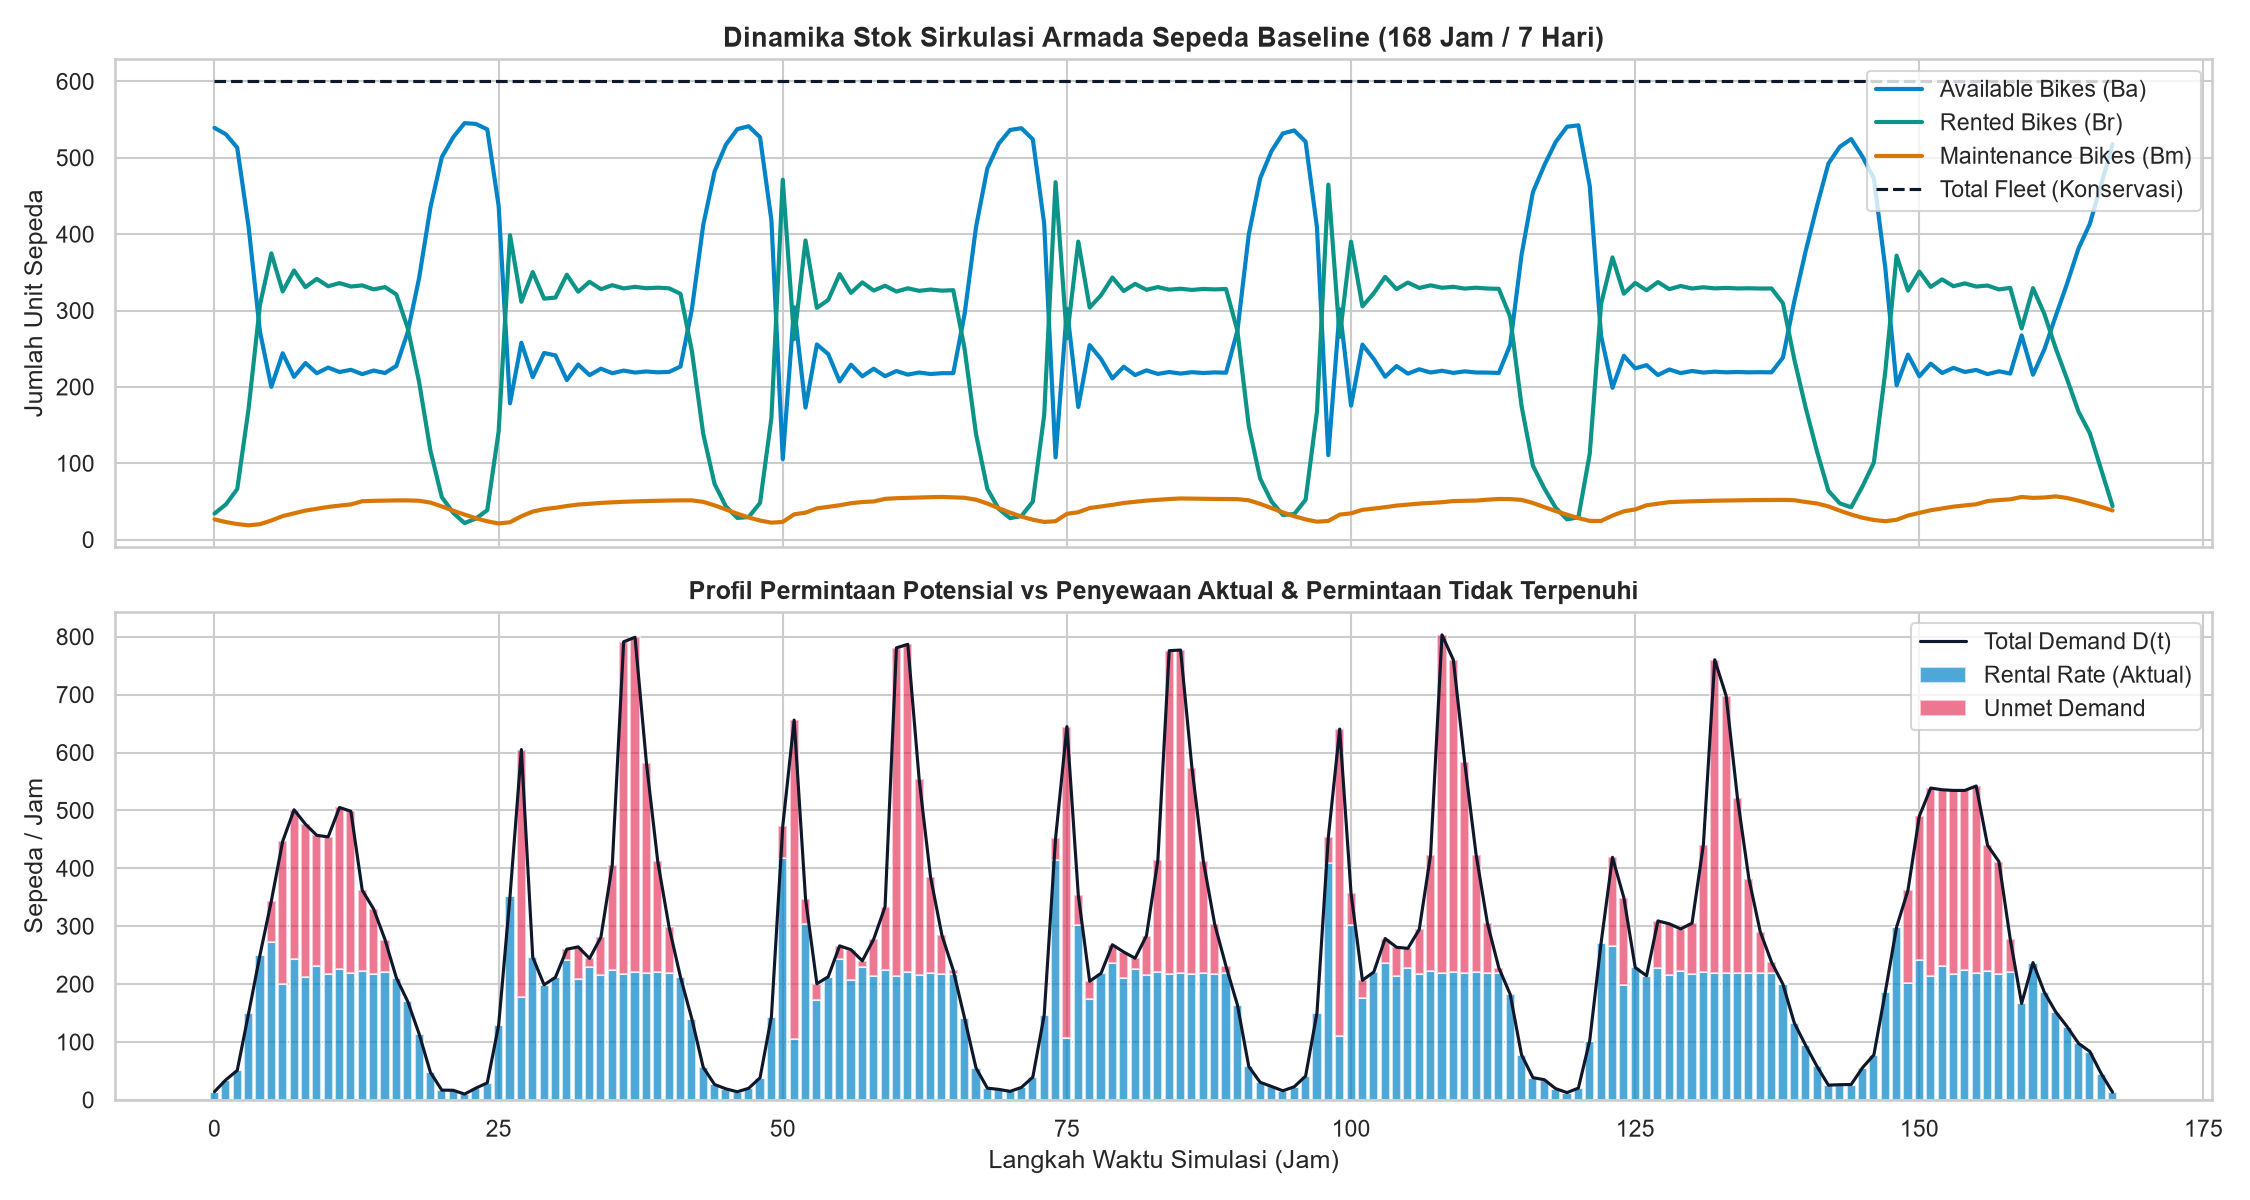 Dinamika Stok Sirkulasi Armada Sepeda Baseline (168 Jam / 7 Hari)
Jumlah Unit Sepeda
600
500
400
300
200
100
0
Available Bikes (Ba)
Rented Bikes (Br)
Maintenance Bikes (Bm)
Total Fleet (Konservasi)
Profil Permintaan Potensial vs Penyewaan Aktual & Permintaan Tidak Terpenuhi
Sepeda / Jam
800
700
600
500
400
300
200
100
0
Total Demand D(t)
Rental Rate (Aktual)
Unmet Demand
0 25 50 75 100 125 150 175
Langkah Waktu Simulasi (Jam)